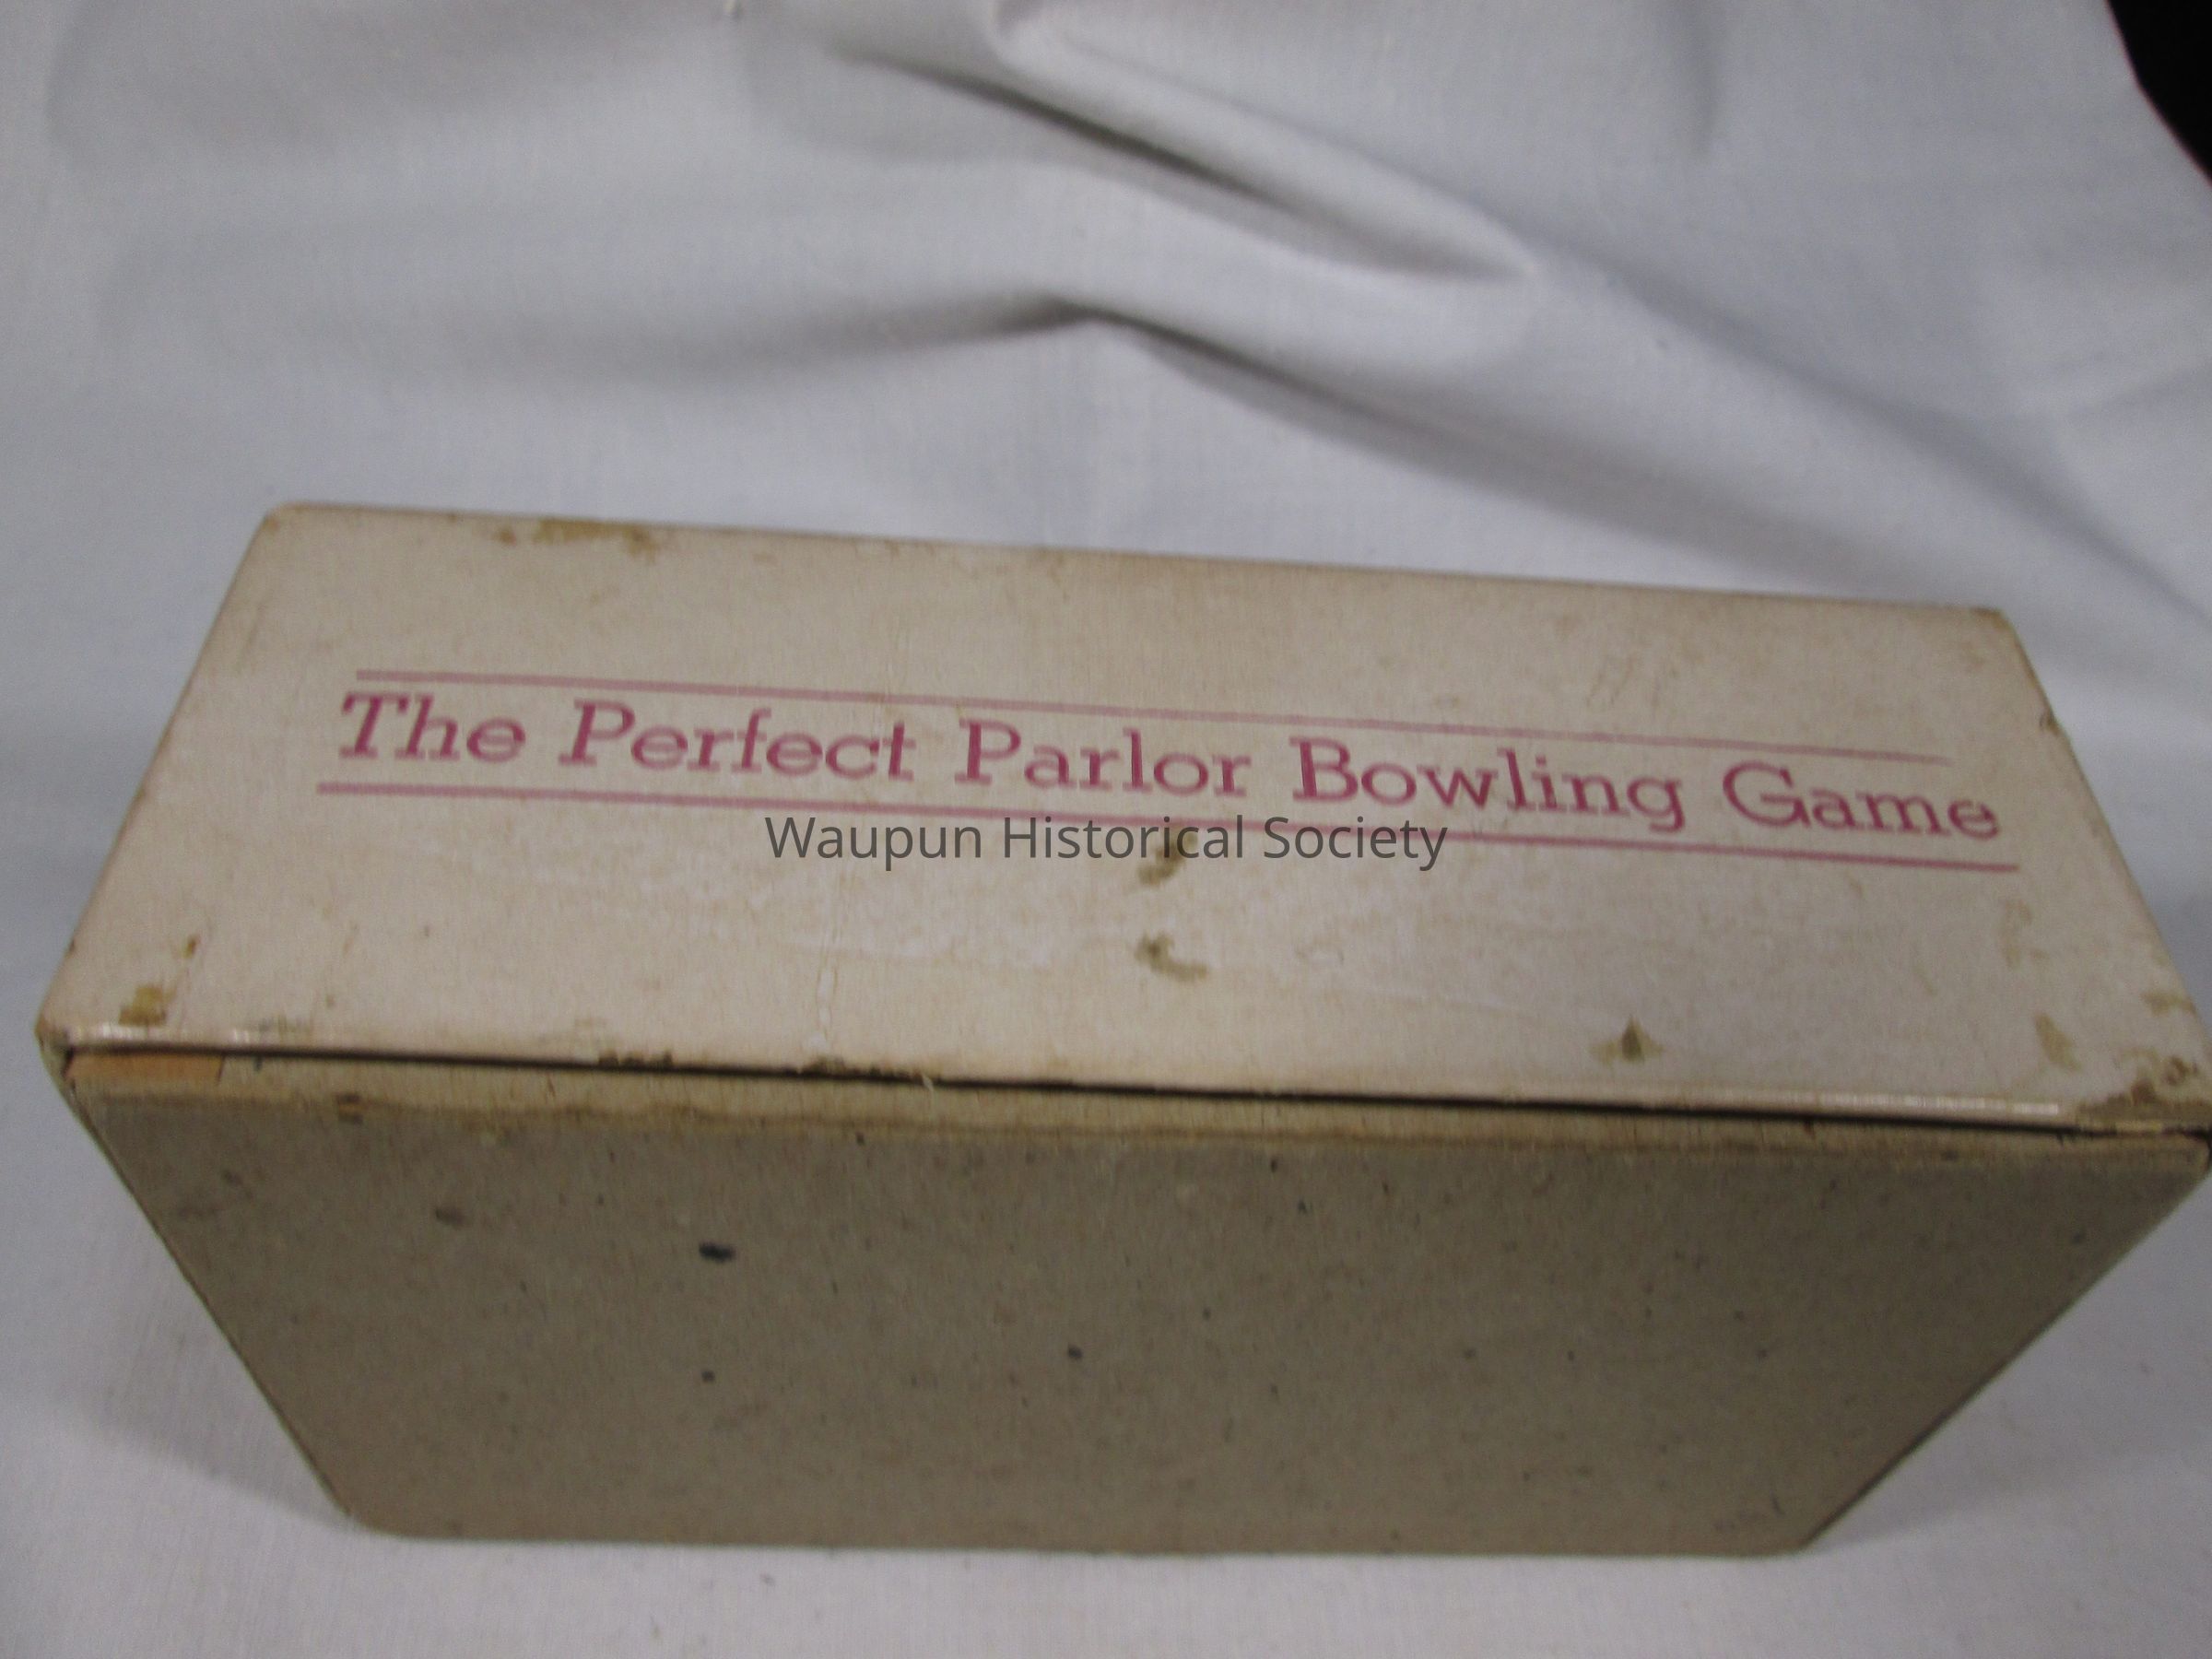 The Perfect Parlor Bowling Game
Waupun Historical Society